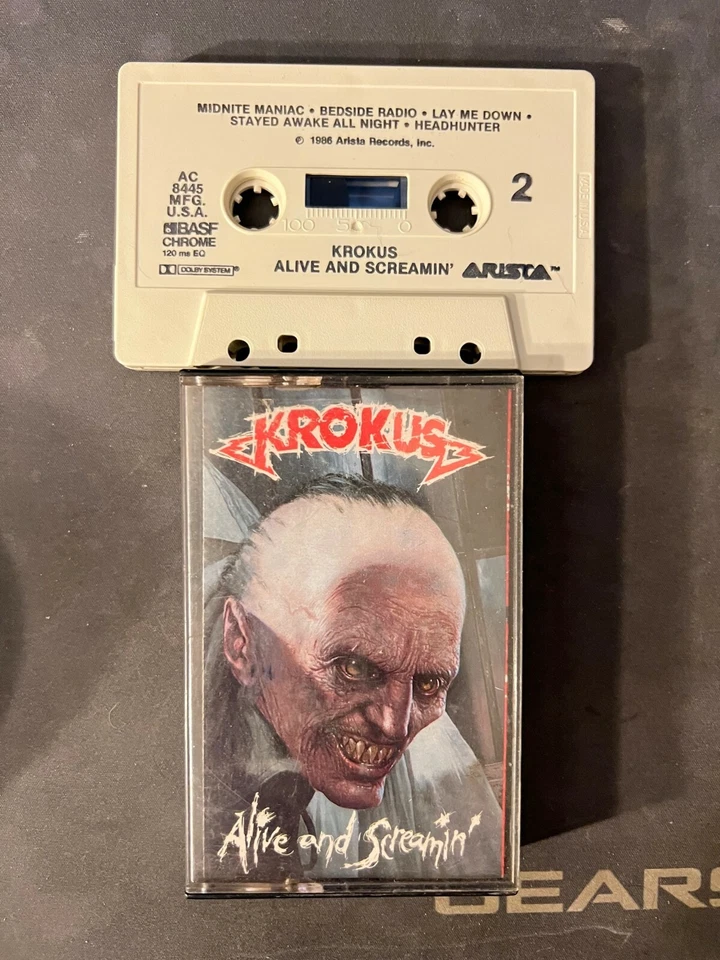 MIDNITE MANIAC • BEDSIDE RADIO • LAY ME DOWN •
STAYED AWAKE ALL NIGHT • HEADHUNTER
℗ 1986 Arista Records, Inc.
AC
8445
MFG.
U.S.A.
BASF
CHROME
120 ms EQ
DOLBY SYSTEM®
2
100 50 0
KROKUS
ALIVE AND SCREAMIN'
ARISTA™
KROKUS
Alive and Screamin'
GEARS